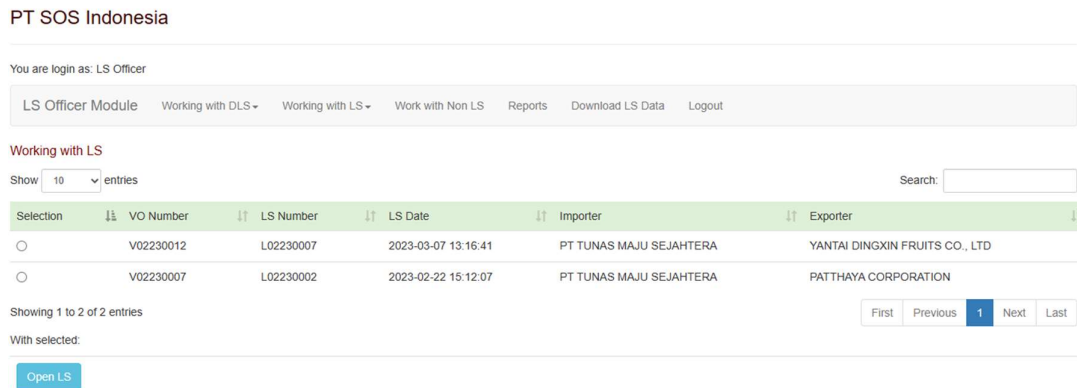 PT SOS Indonesia
You are login as: LS Officer
LS Officer Module Working with DLS Working with LS Work with Non LS Reports Download LS Data Logout
Working with LS
Show 10 entries Search:
Selection VO Number LS Number LS Date Importer Exporter
V02230012 L02230007 2023-03-07 13:16:41 PT TUNAS MAJU SEJAHTERA YANTAI DINGXIN FRUITS CO., LTD
V02230007 L02230002 2023-02-22 15:12:07 PT TUNAS MAJU SEJAHTERA PATTHAYA CORPORATION
Showing 1 to 2 of 2 entries First Previous 1 Next Last
With selected:
Open LS